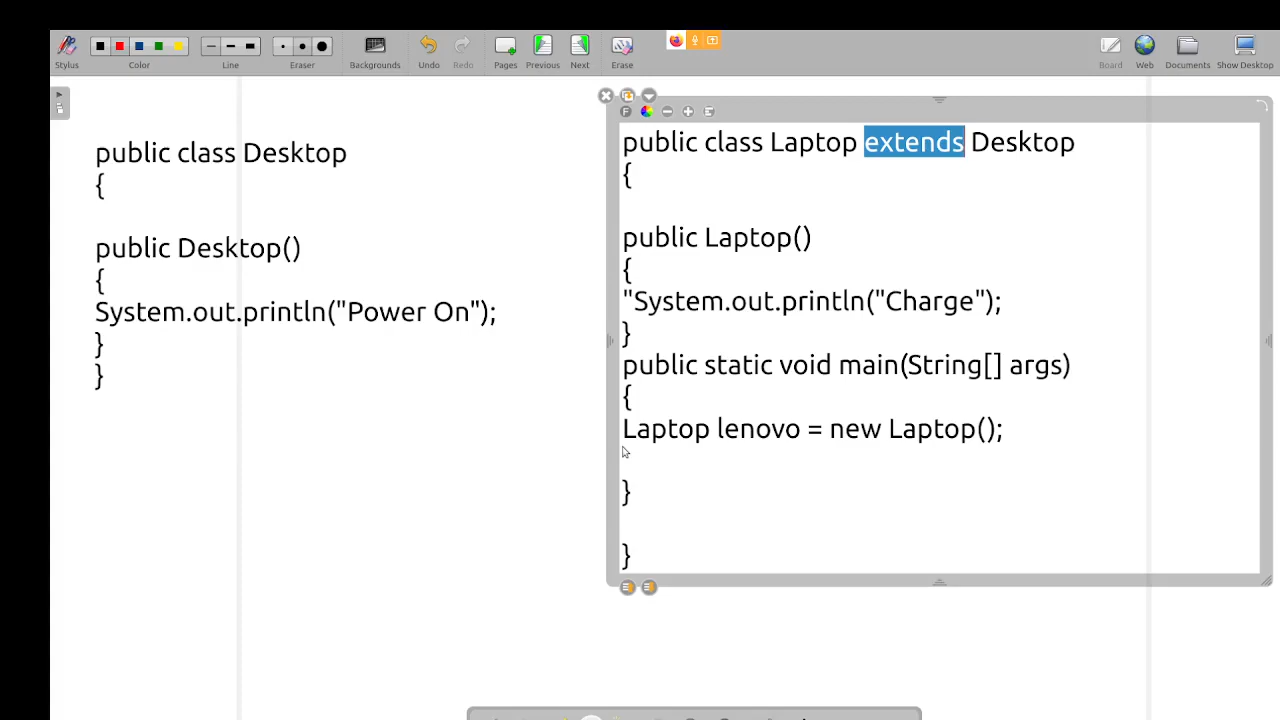 Stylus
Color
Line
Eraser
Backgrounds
Undo
Redo
Pages
Previous
Next
Erase
Board
Web
Documents
Show Desktop
public class Desktop
{
public Desktop()
{
System.out.println("Power On");
}
}
F
public class Laptop extends Desktop
{
public Laptop()
{
"System.out.println("Charge");
}
public static void main(String[] args)
{
Laptop lenovo = new Laptop();
}
}